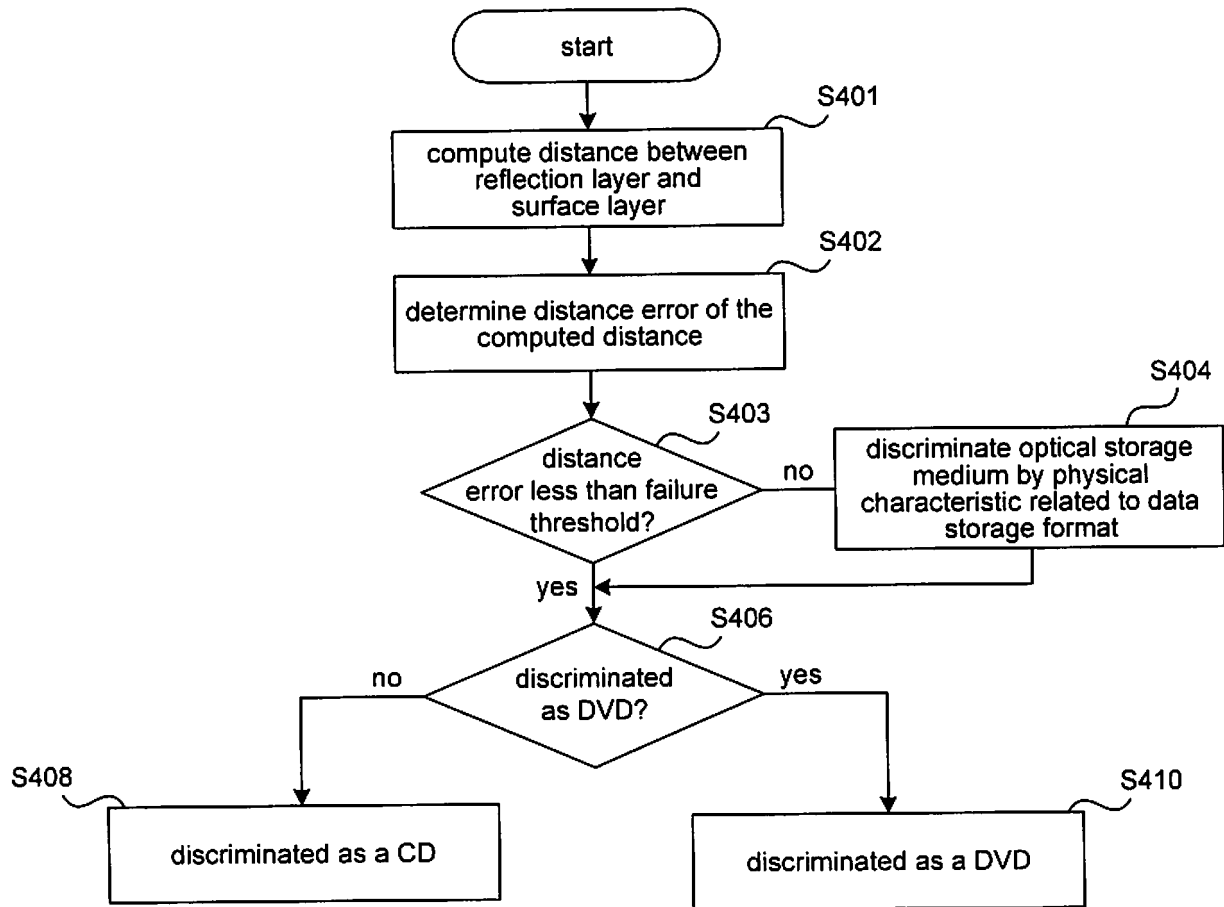 start
S401
compute distance between
reflection layer and
surface layer
S402
determine distance error of the
computed distance
S403
distance
error less than failure
threshold?
no
S404
discriminate optical storage
medium by physical
characteristic related to data
storage format
yes
S406
discriminated
as DVD?
no
yes
S408
discriminated as a CD
S410
discriminated as a DVD